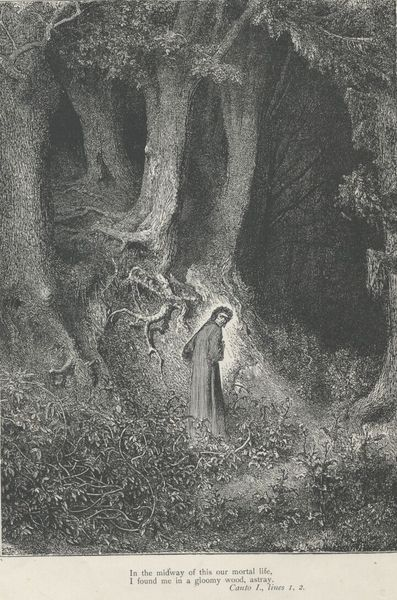 In the midway of this our mortal life,
I found me in a gloomy wood, astray.
Canto I., lines 1, 2.